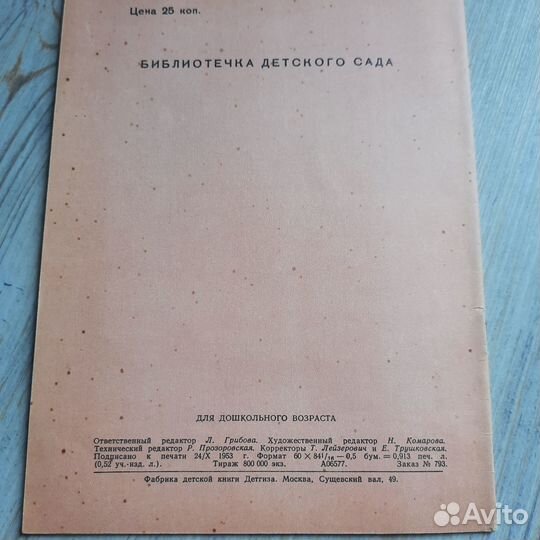 Цена 25 коп.
БИБЛИОТЕЧКА ДЕТСКОГО САДА
ДЛЯ ДОШКОЛЬНОГО ВОЗРАСТА
Ответственный редактор Л. Грибова. Художественный редактор Н. Комарова.
Технический редактор Р. Прозоровская. Корректоры Т. Лейзерович и Е. Трушковская.
Подписано к печати 24/X 1953 г. Формат 60 × 84 1/16 — 0,5 бум. = 0,913 печ. л.
(0,52 уч.-изд. л.). Тираж 800 000 экз. А06577. Заказ № 793.
Фабрика детской книги Детгиза. Москва, Сущевский вал, 49.
Avito